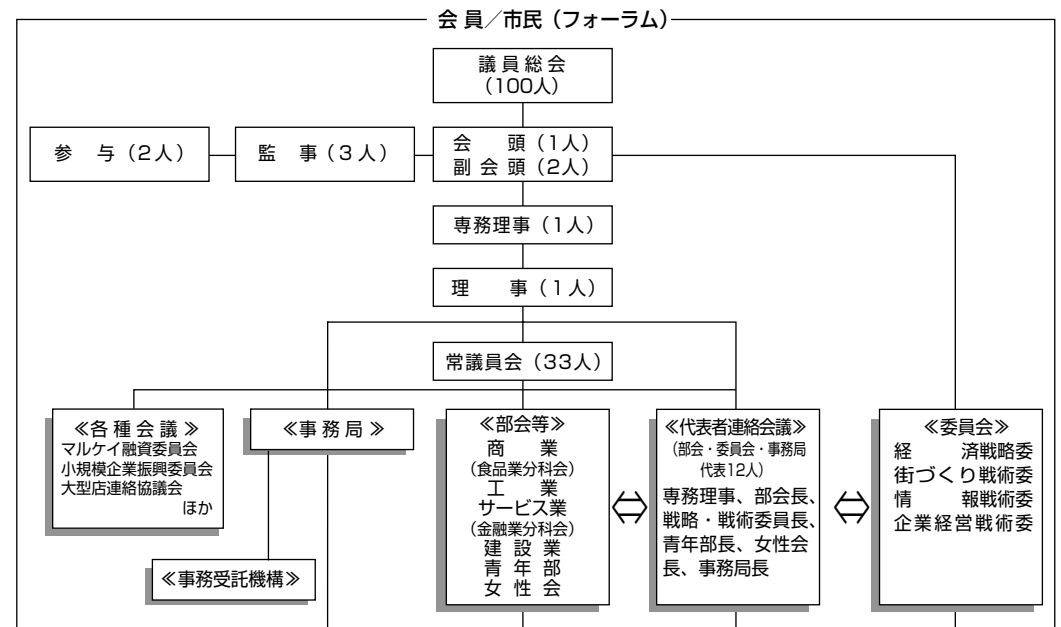 会 員／市民（フォーラム）
議 員 総 会
（100人）
参　与（2人）
監　事（3人）
会　　頭（1人）
副 会 頭（2人）
専務理事（1人）
理　　事（1人）
常議員会（33人）
≪各 種 会 議 ≫
マルケイ融資委員会
小規模企業振興委員会
大型店連絡協議会
ほか
≪事 務 局 ≫
≪事務受託機構≫
≪部会等≫
商　　業
（食品業分科会）
工　　業
サービス業
（金融業分科会）
建 設 業
青 年 部
女 性 会
⇔
≪代表者連絡会議≫
（部会・委員会・事務局
代表12人）
専務理事、部会長、
戦略・戦術委員長、
青年部長、女性会
長、事務局長
⇔
≪委員会≫
経　　済戦略委
街づくり戦術委
情　　報戦術委
企業経営戦術委